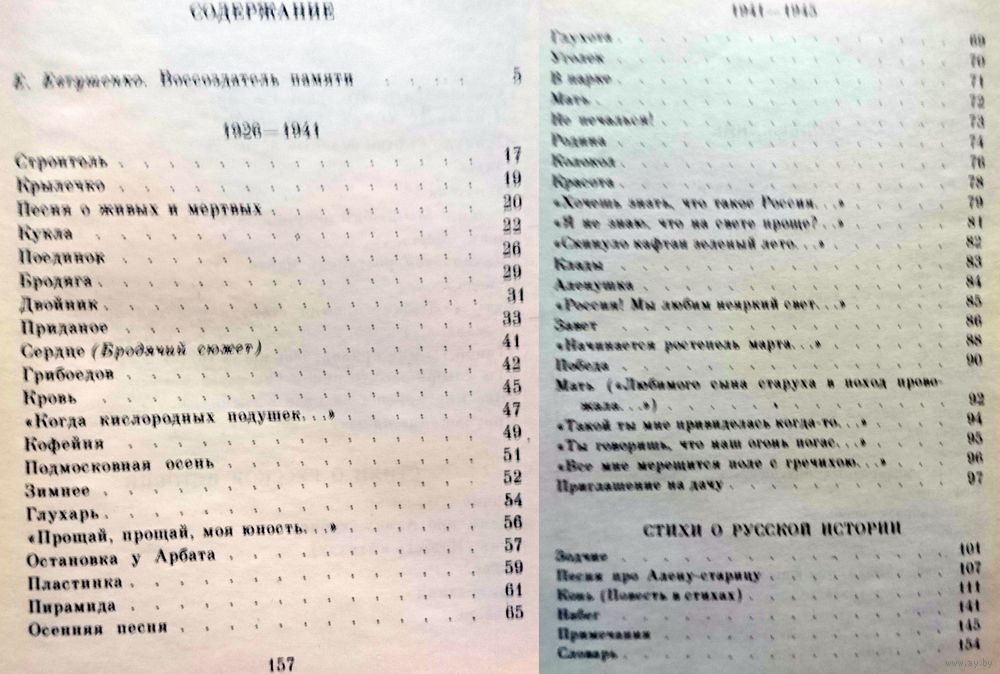 СОДЕРЖАНИЕ
Е. Евтушенко. Воссоздатель памяти . . . . 5
1926—1941
Строитель . . . . . . . . . . 17
Крылечко . . . . . . . . . . 19
Песня о живых и мертвых . . . . . . 20
Кукла . . . . . . . . . . 22
Поединок . . . . . . . . . . 26
Бродяга . . . . . . . . . . 29
Двойник . . . . . . . . . . 31
Приданое . . . . . . . . . . 33
Сердце (Бродячий сюжет) . . . . . . 41
Грибоедов . . . . . . . . . . 42
Кровь . . . . . . . . . . 45
«Когда кислородных подушек...» . . . . 47
Кофейня . . . . . . . . . . 49
Подмосковная осень . . . . . . . 51
Зимнее . . . . . . . . . . 52
Глухарь . . . . . . . . . . 54
«Прощай, прощай, моя юность...» . . . . 56
Остановка у Арбата . . . . . . . 57
Пластинка . . . . . . . . . . 59
Пирамида . . . . . . . . . . 61
Осенняя песня . . . . . . . . 65
157
1941—1945
Глухота . . . . . . . . . . 69
Уголек . . . . . . . . . . 70
В парке . . . . . . . . . . 71
Мать . . . . . . . . . . 72
Не печалься! . . . . . . . . . 73
Родина . . . . . . . . . . 74
Колокол . . . . . . . . . . 76
Красота . . . . . . . . . . 78
«Хочешь знать, что такое Россия...» . . . 79
«Я не знаю, что на свете проще?..» . . . 81
«Скинуло кафтан зеленый лето...» . . . . 82
Клады . . . . . . . . . . 83
Аленушка . . . . . . . . . . 84
«Россия! Мы любим неяркий свет...» . . . 85
Завет . . . . . . . . . . 86
«Начинается ростепель марта...» . . . . 88
Победа . . . . . . . . . . 90
Мать («Любимого сына старуха в поход прово-
жала...») . . . . . . . . 92
«Такой ты мне привиделась когда-то...» . . 94
«Ты говоришь, что наш огонь погас...» . . 95
«Все мне мерещится поле с гречихою...» . . 96
Приглашение на дачу . . . . . . . 97
СТИХИ О РУССКОЙ ИСТОРИИ
Зодчие . . . . . . . . . . 101
Песня про Алену-старицу . . . . . . 107
Конь (Повесть в стихах) . . . . . . 111
Набег . . . . . . . . . . 141
Примечания . . . . . . . . . 145
Словарь . . . . . . . . . . 154
www.ay.by